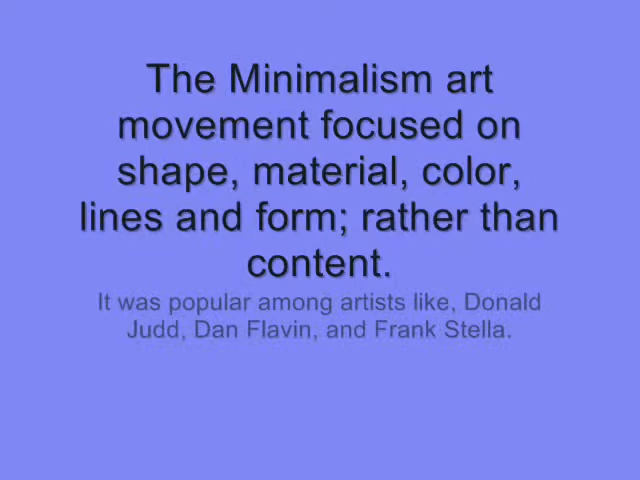 The Minimalism art
movement focused on
shape, material, color,
lines and form; rather than
content.
It was popular among artists like, Donald
Judd, Dan Flavin, and Frank Stella.